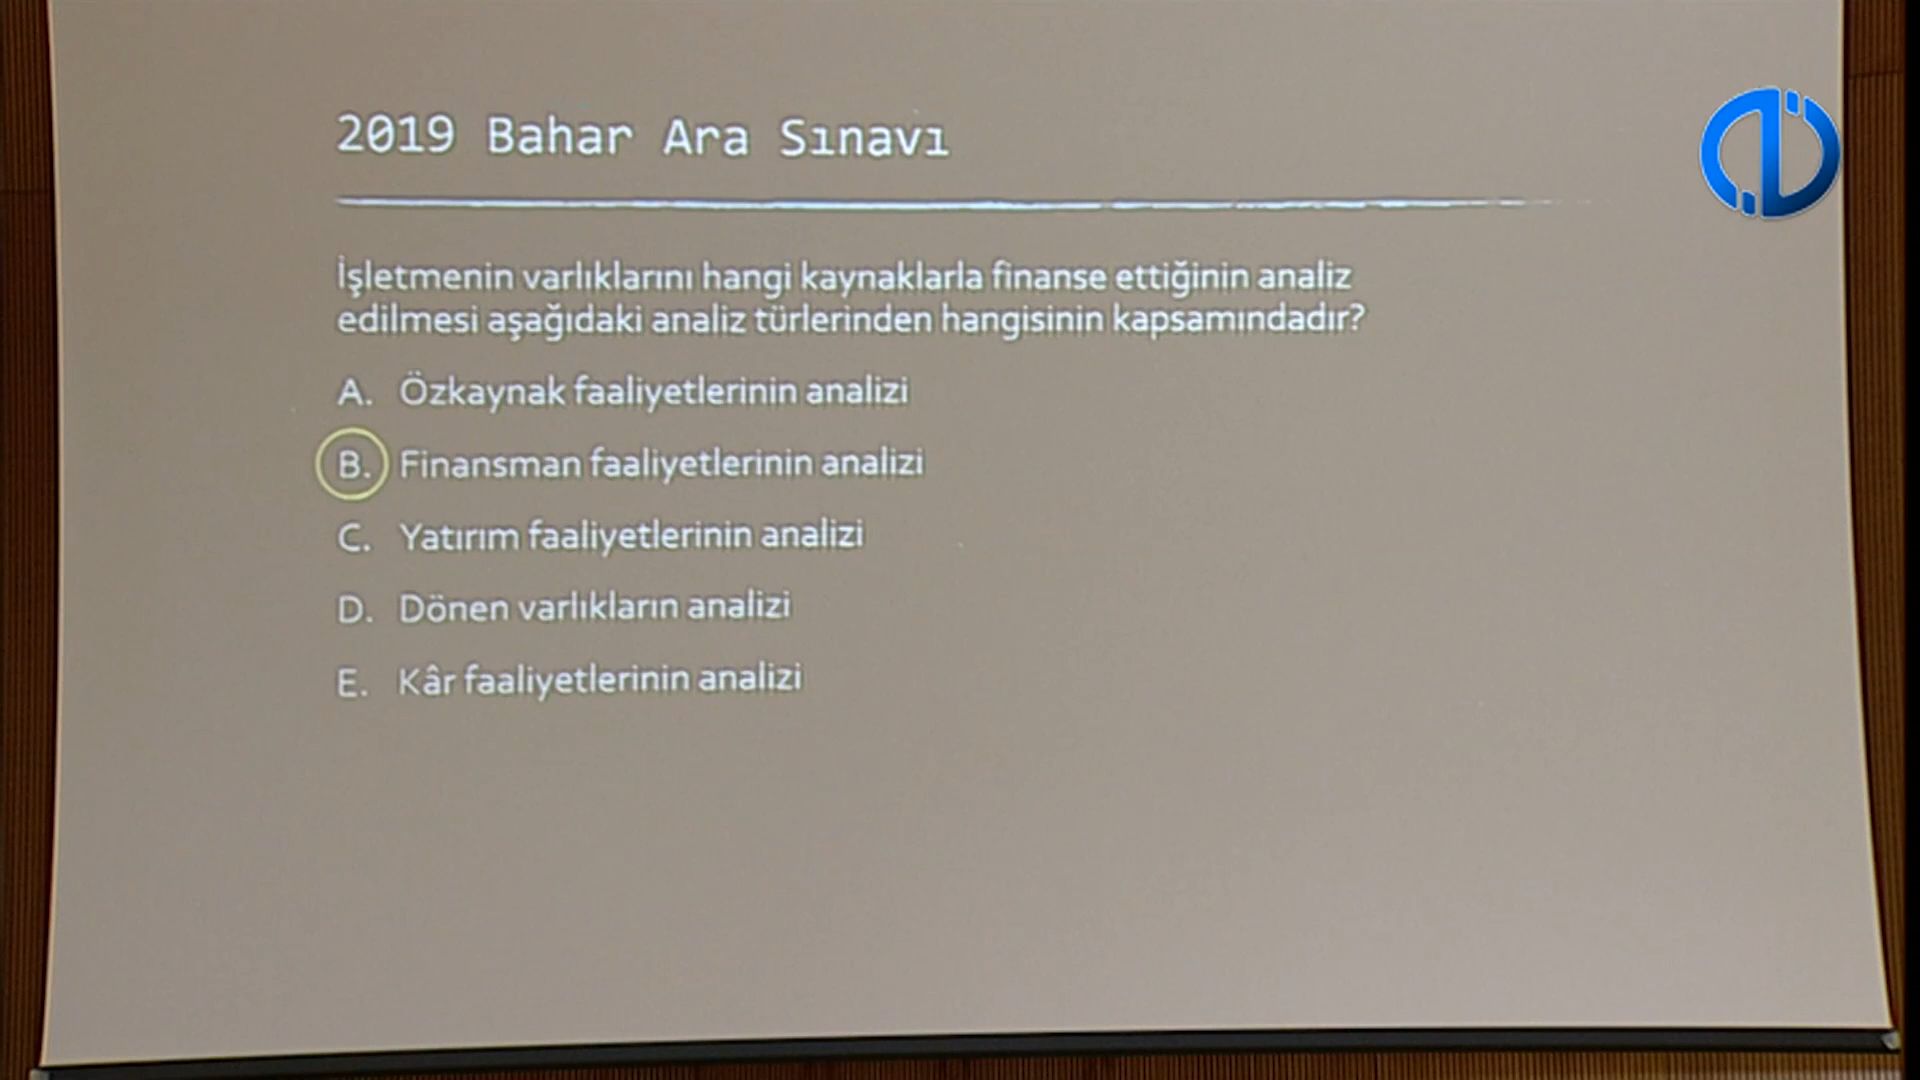 2019 Bahar Ara Sınavı
İşletmenin varlıklarını hangi kaynaklarla finanse ettiğinin analiz
edilmesi aşağıdaki analiz türlerinden hangisinin kapsamındadır?
A. Özkaynak faaliyetlerinin analizi
B. Finansman faaliyetlerinin analizi
C. Yatırım faaliyetlerinin analizi
D. Dönen varlıkların analizi
E. Kâr faaliyetlerinin analizi